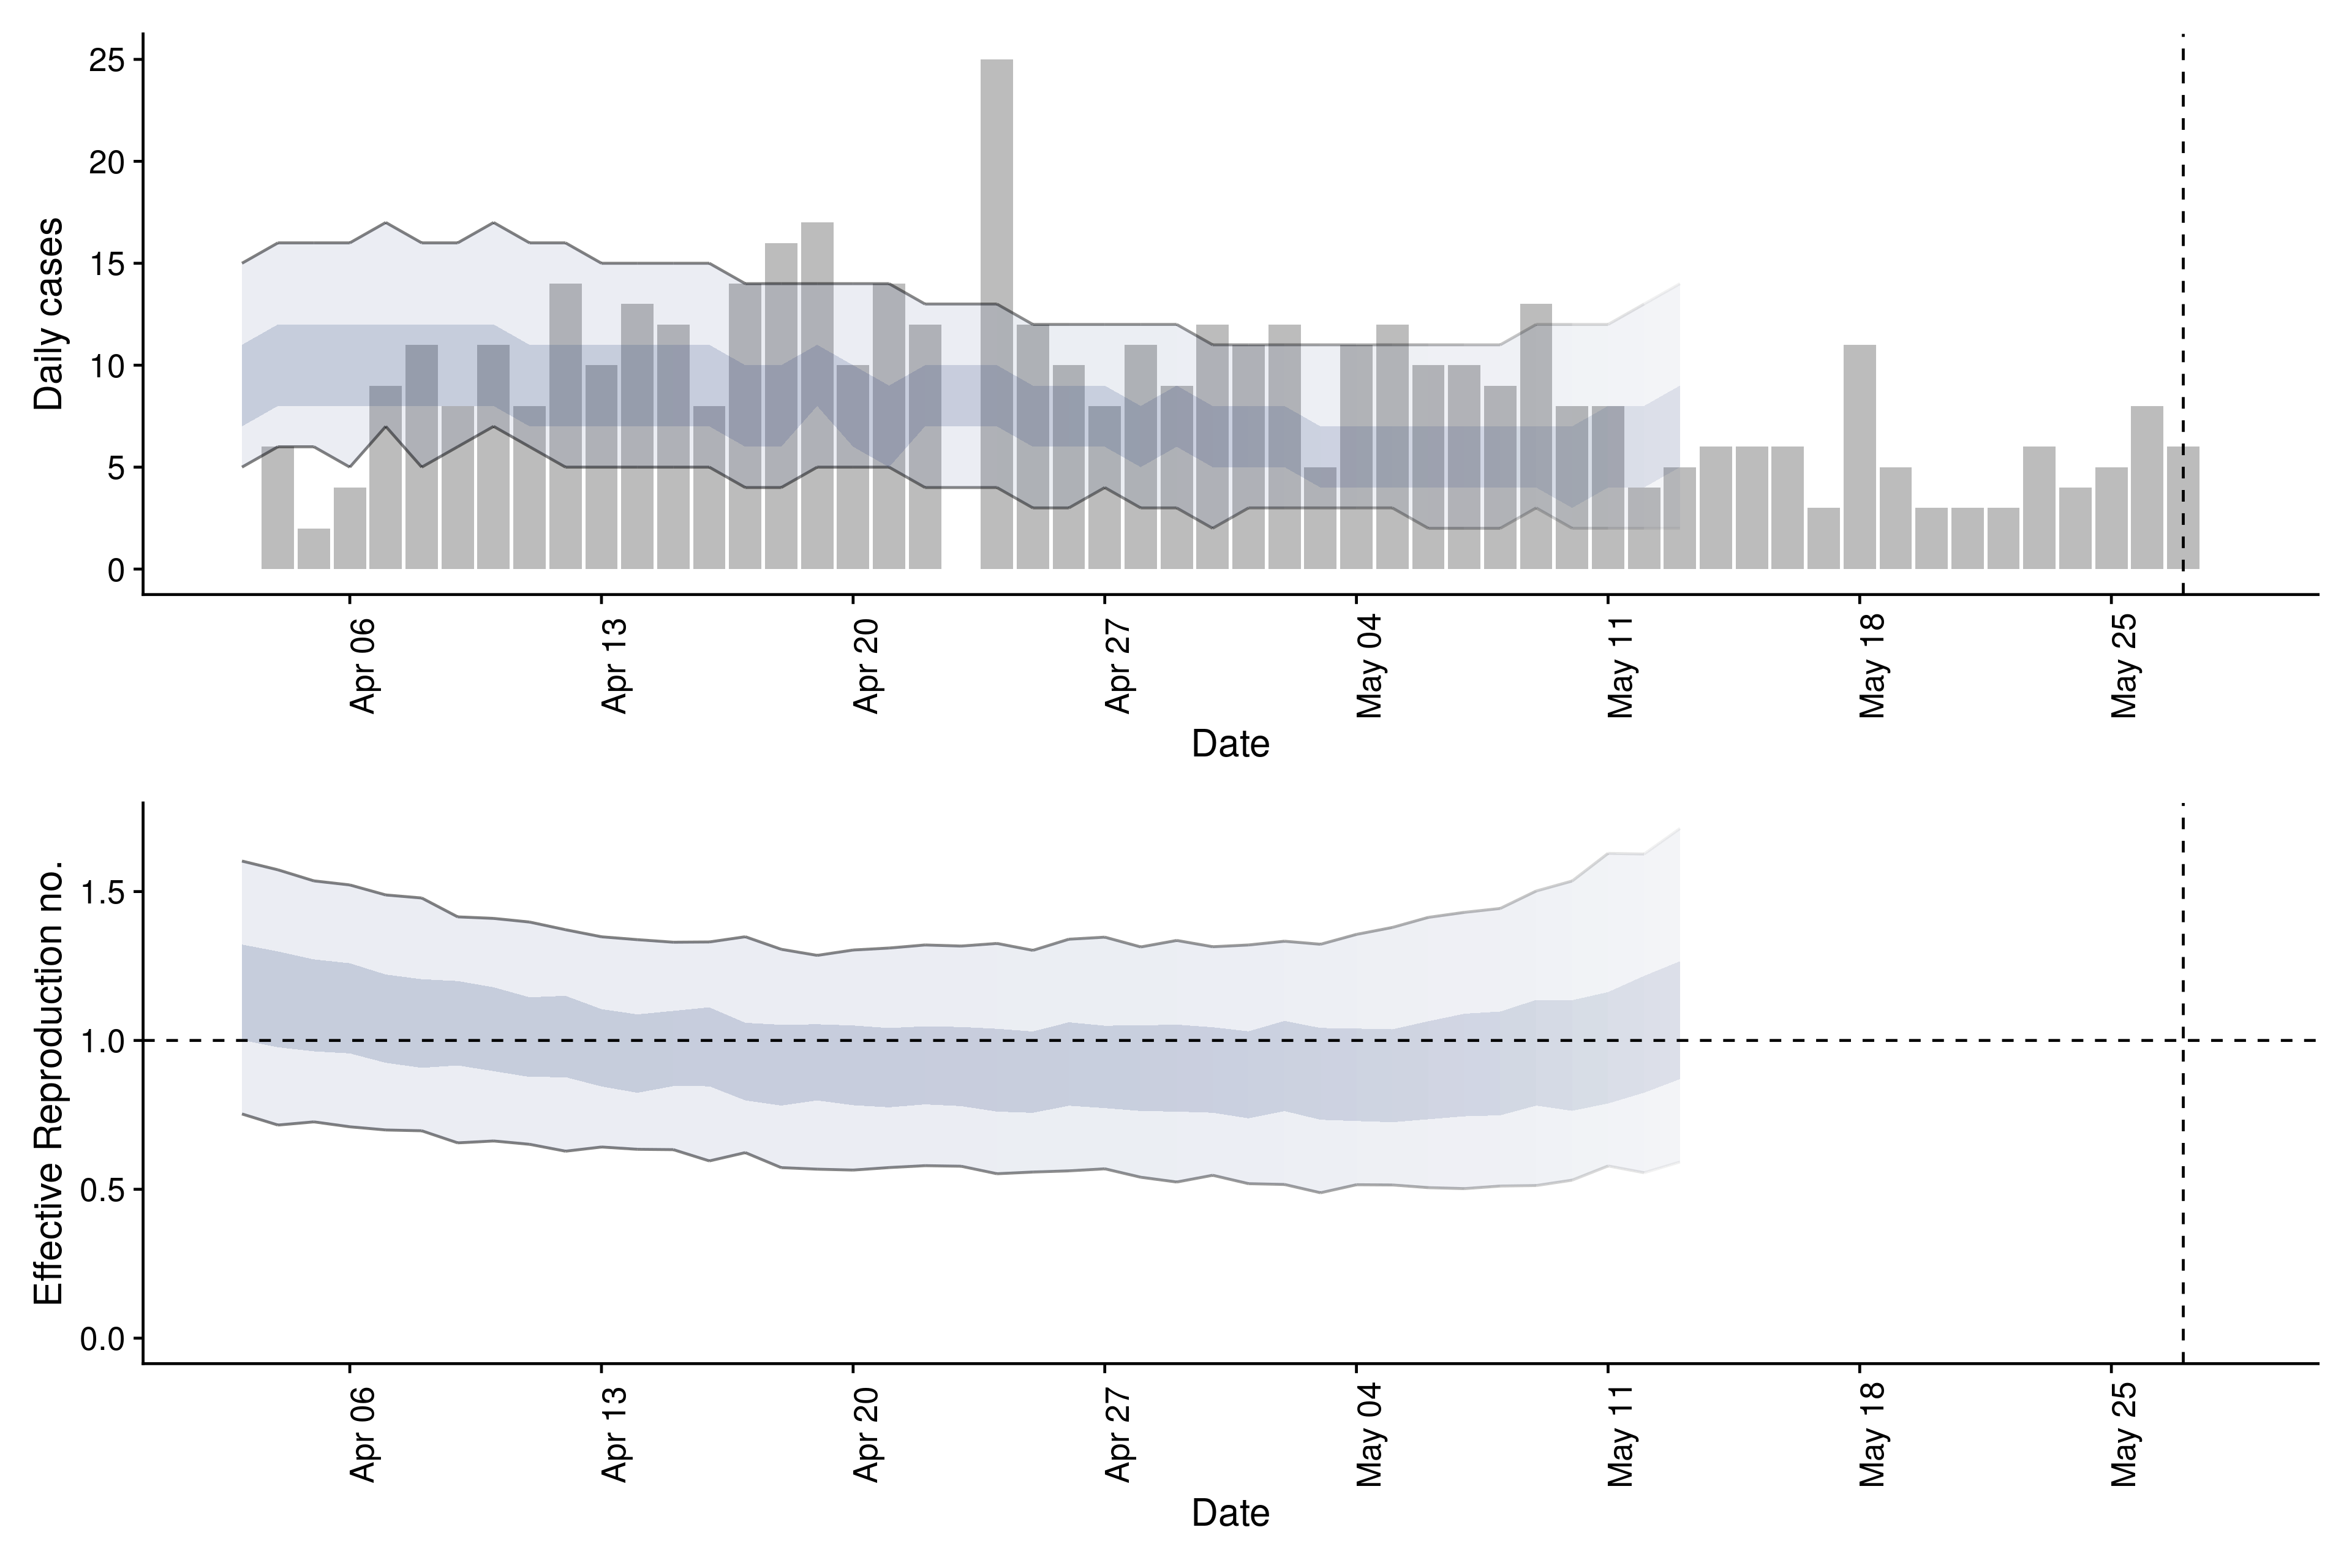 Daily cases
25
20
15
10
5
0
Apr 06
Apr 13
Apr 20
Apr 27
May 04
May 11
May 18
May 25
Date
Effective Reproduction no.
1.5
1.0
0.5
0.0
Apr 06
Apr 13
Apr 20
Apr 27
May 04
May 11
May 18
May 25
Date